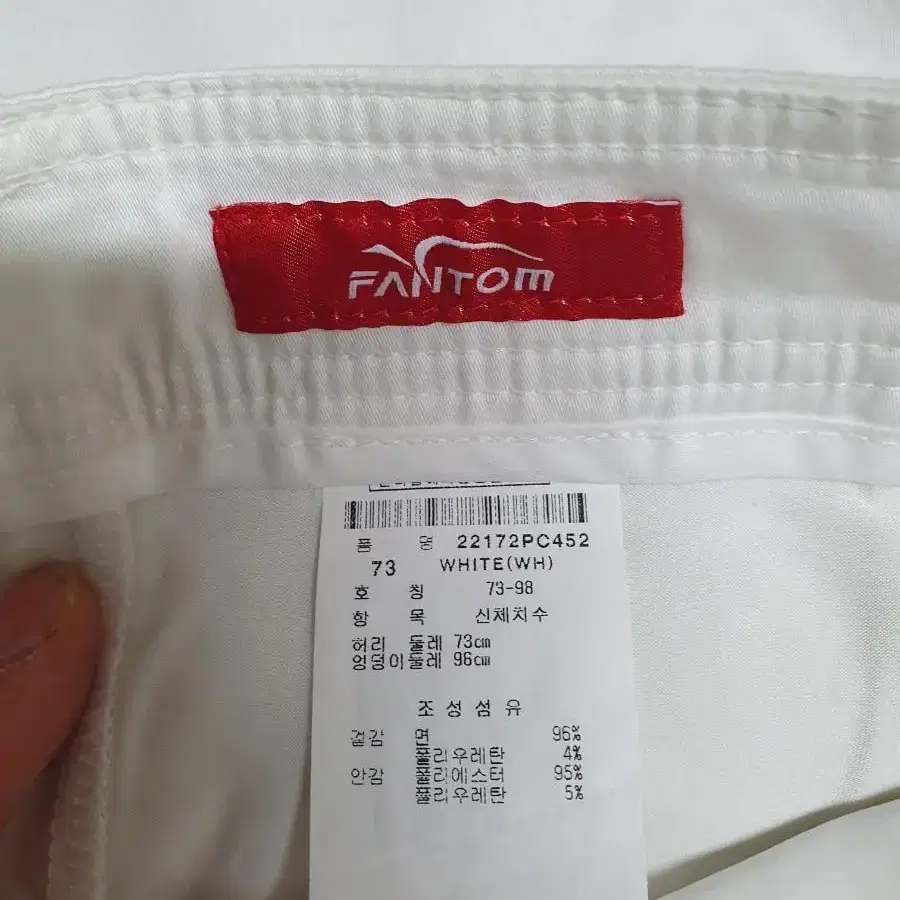 FANTOM
품 명 22172PC452
73 WHITE(WH)
호 칭 73-98
항 목 신체치수
허리 둘레 73cm
엉덩이둘레 96cm
조성섬유
겉감 면 96%
폴리우레탄 4%
안감 폴리에스터 95%
폴리우레탄 5%